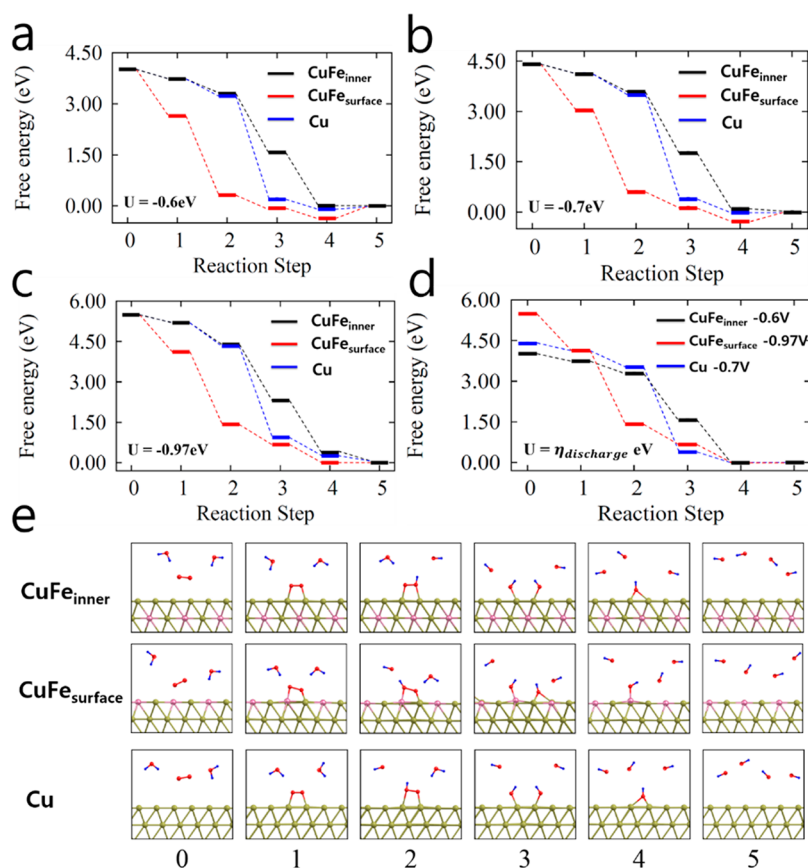 a
Free energy (eV)
4.50
3.00
1.50
0.00
CuFe_inner
CuFe_surface
Cu
U = -0.6eV
0 1 2 3 4 5
Reaction Step
b
Free energy (eV)
4.50
3.00
1.50
0.00
CuFe_inner
CuFe_surface
Cu
U = -0.7eV
0 1 2 3 4 5
Reaction Step
c
Free energy (eV)
6.00
4.50
3.00
1.50
0.00
CuFe_inner
CuFe_surface
Cu
U = -0.97eV
0 1 2 3 4 5
Reaction Step
d
Free energy (eV)
6.00
4.50
3.00
1.50
0.00
CuFe_inner -0.6V
CuFe_surface -0.97V
Cu -0.7V
U = η_discharge eV
0 1 2 3 4 5
Reaction Step
e
CuFe_inner
CuFe_surface
Cu
0 1 2 3 4 5